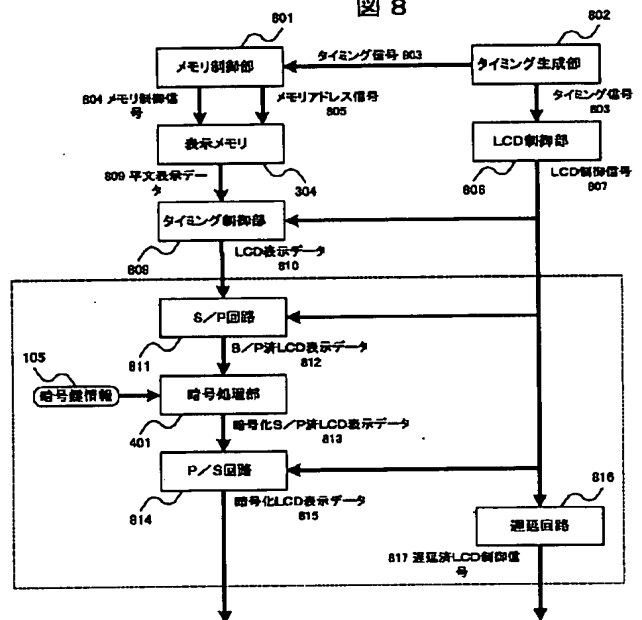 図 8
801
802
メモリ制御部
タイミング信号 803
タイミング生成部
804 メモリ制御信
号
メモリアドレス信号
805
タイミング信号
803
表示メモリ
LCD制御部
809 平文表示デー
タ
304
806
LCD制御信号
807
タイミング制御部
808
LCD表示データ
810
S/P回路
811
S/P済LCD表示データ
812
105
暗号鍵情報
暗号処理部
401
暗号化S/P済LCD表示データ
813
P/S回路
814
暗号化LCD表示データ
815
816
遅延回路
817 遅延済LCD制御信
号